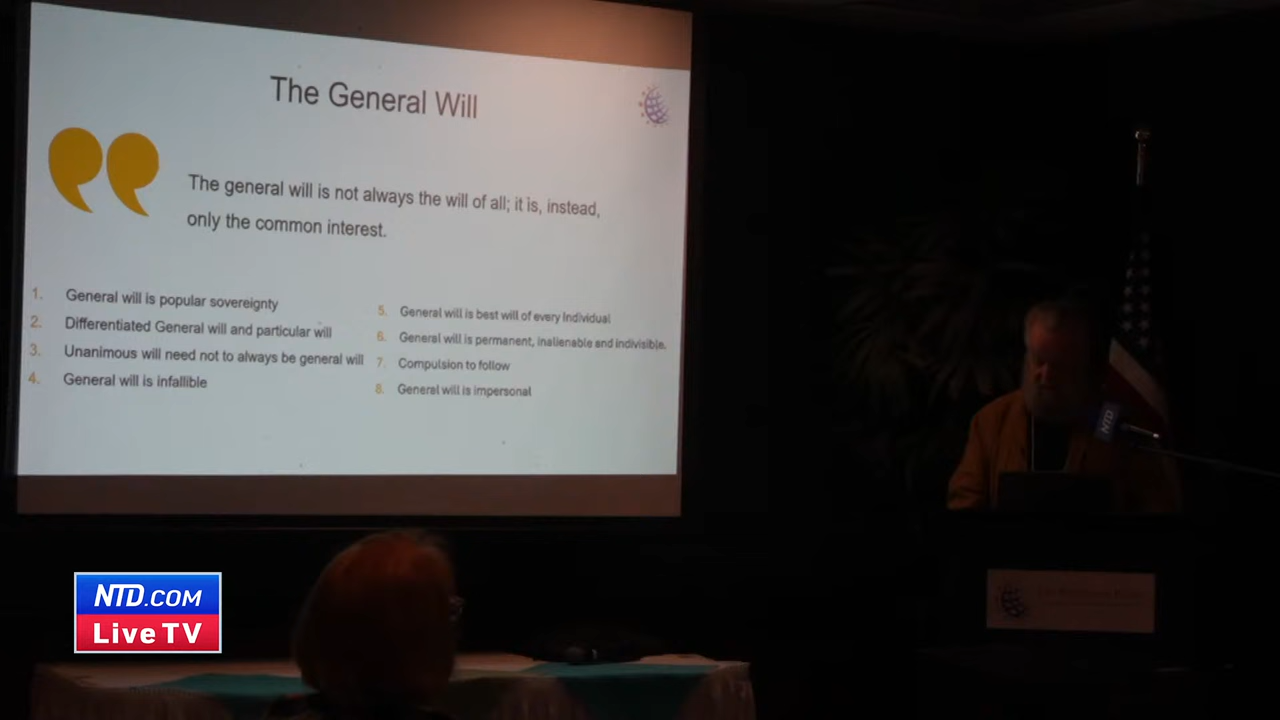 The General Will
The general will is not always the will of all; it is, instead,
only the common interest.
1. General will is popular sovereignty
2. Differentiated General will and particular will
3. Unanimous will need not to always be general will
4. General will is infallible
5. General will is best will of every Individual
6. General will is permanent, inalienable and indivisible.
7. Compulsion to follow
8. General will is impersonal
NTD
NTD.COM
Live TV